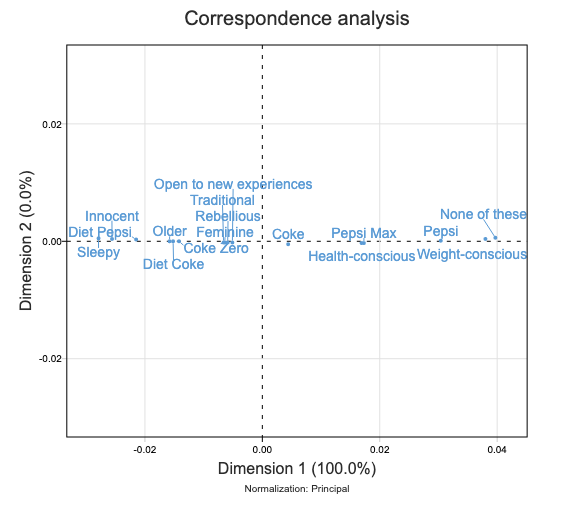 Correspondence analysis
Dimension 2 (0.0%)
0.02
0.00
-0.02
Open to new experiences
Traditional
Innocent
Rebellious
None of these
Diet Pepsi
Older
Feminine
Coke
Pepsi Max
Pepsi
Sleepy
Coke Zero
Diet Coke
Health-conscious
Weight-conscious
-0.02
0.00
0.02
0.04
Dimension 1 (100.0%)
Normalization: Principal